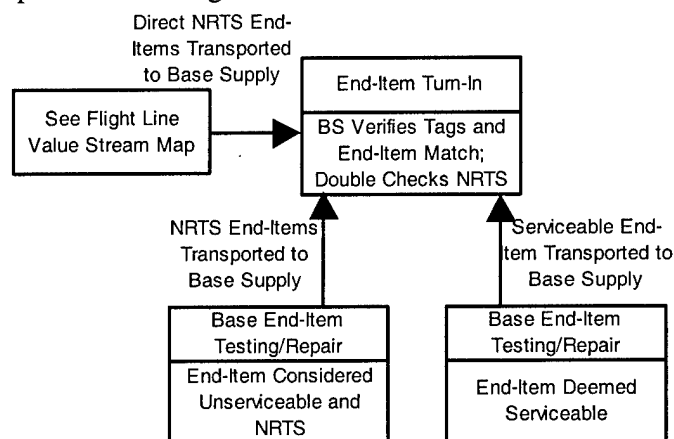 Direct NRTS End-
Items Transported
to Base Supply
End-Item Turn-In
See Flight Line
Value Stream Map
BS Verifies Tags and
End-Item Match;
Double Checks NRTS
NRTS End-Items
Transported to
Base Supply
Serviceable End-
Item Transported to
Base Supply
Base End-Item
Testing/Repair
End-Item Considered
Unserviceable and
NRTS
Base End-Item
Testing/Repair
End-Item Deemed
Serviceable